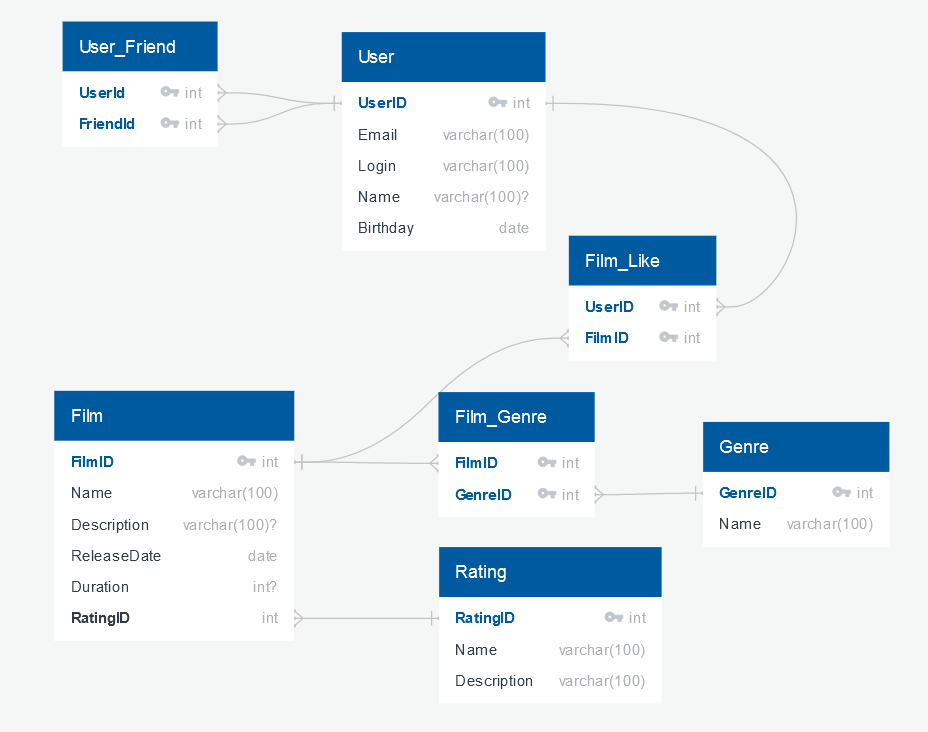 User_Friend
UserId int
FriendId int
User
UserID int
Email varchar(100)
Login varchar(100)
Name varchar(100)?
Birthday date
Film_Like
UserID int
FilmID int
Film
FilmID int
Name varchar(100)
Description varchar(100)?
ReleaseDate date
Duration int?
RatingID int
Film_Genre
FilmID int
GenreID int
Genre
GenreID int
Name varchar(100)
Rating
RatingID int
Name varchar(100)
Description varchar(100)